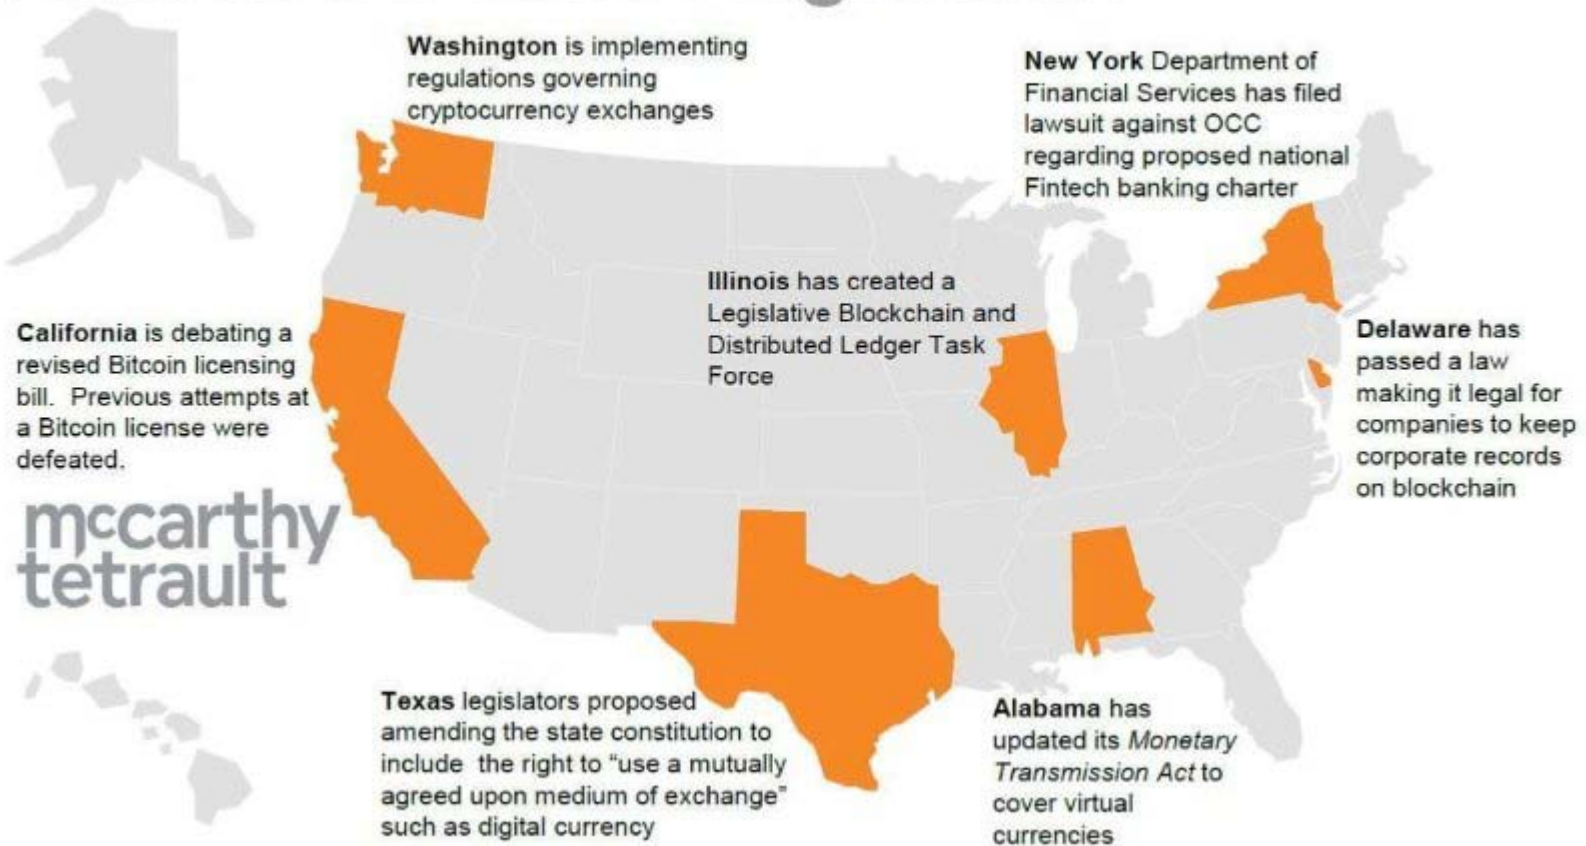 Washington is implementing
regulations governing
cryptocurrency exchanges
New York Department of
Financial Services has filed
lawsuit against OCC
regarding proposed national
Fintech banking charter
Illinois has created a
Legislative Blockchain and
Distributed Ledger Task
Force
California is debating a
revised Bitcoin licensing
bill. Previous attempts at
a Bitcoin license were
defeated.
Delaware has
passed a law
making it legal for
companies to keep
corporate records
on blockchain
mccarthy
tetrault
Texas legislators proposed
amending the state constitution to
include the right to “use a mutually
agreed upon medium of exchange”
such as digital currency
Alabama has
updated its Monetary
Transmission Act to
cover virtual
currencies